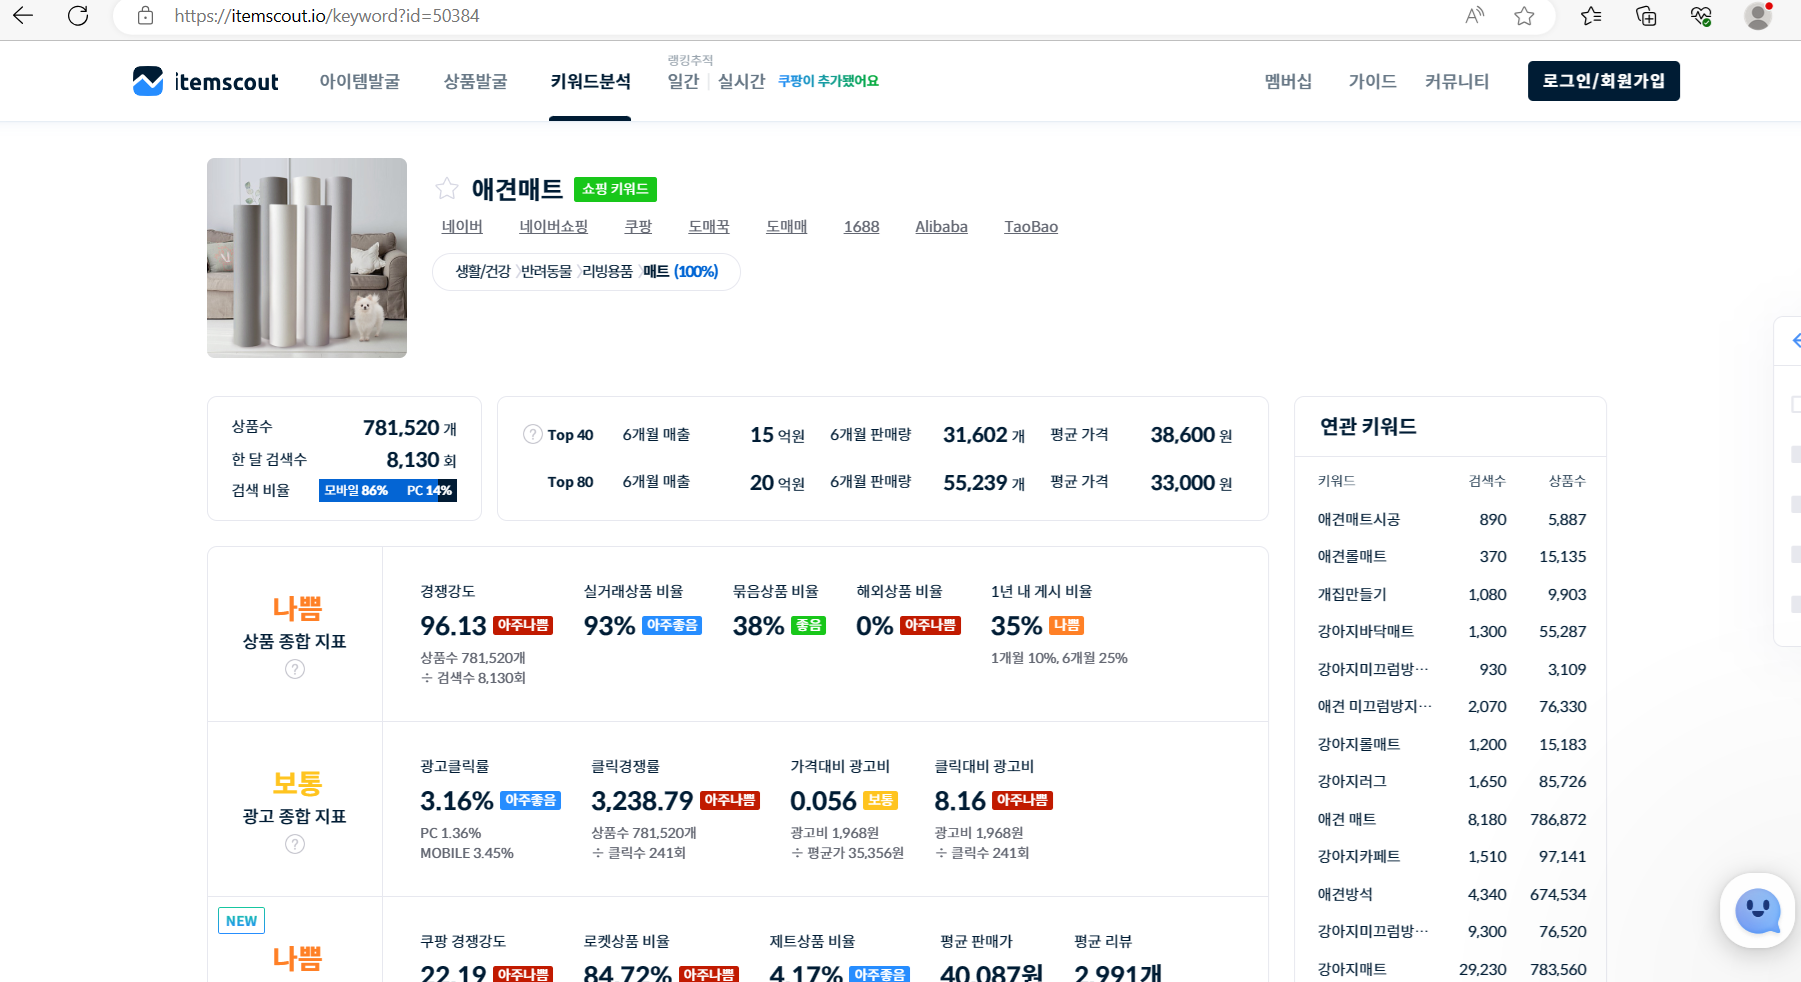 https://itemscout.io/keyword?id=50384
itemscout 아이템발굴 상품발굴 키워드분석 랭킹추적 일간 실시간 쿠팡이 추가됐어요 멤버십 가이드 커뮤니티 로그인/회원가입
애견매트 쇼핑 키워드
네이버 네이버쇼핑 쿠팡 도매꾹 도매매 1688 Alibaba TaoBao
생활/건강 〉반려동물 〉리빙용품 〉매트 (100%)
상품수 781,520 개
한 달 검색수 8,130 회
검색 비율 모바일 86% PC 14%
? Top 40 6개월 매출 15 억원 6개월 판매량 31,602 개 평균 가격 38,600 원
Top 80 6개월 매출 20 억원 6개월 판매량 55,239 개 평균 가격 33,000 원
나쁨
상품 종합 지표
?
경쟁강도 실거래상품 비율 묶음상품 비율 해외상품 비율 1년 내 게시 비율
96.13 아주나쁨 93% 아주좋음 38% 좋음 0% 아주나쁨 35% 나쁨
상품수 781,520개 1개월 10%, 6개월 25%
÷ 검색수 8,130회
보통
광고 종합 지표
?
광고클릭률 클릭경쟁률 가격대비 광고비 클릭대비 광고비
3.16% 아주좋음 3,238.79 아주나쁨 0.056 보통 8.16 아주나쁨
PC 1.36% 상품수 781,520개 광고비 1,968원 광고비 1,968원
MOBILE 3.45% ÷ 클릭수 241회 ÷ 평균가 35,356원 ÷ 클릭수 241회
NEW
나쁨
쿠팡 경쟁강도 로켓상품 비율 제트상품 비율 평균 판매가 평균 리뷰
22.19 아주나쁨 84.72% 아주나쁨 4.17% 아주좋음 40,087원 2,991개
연관 키워드
키워드 검색수 상품수
애견매트시공 890 5,887
애견롤매트 370 15,135
개집만들기 1,080 9,903
강아지바닥매트 1,300 55,287
강아지미끄럼방… 930 3,109
애견 미끄럼방지… 2,070 76,330
강아지롤매트 1,200 15,183
강아지러그 1,650 85,726
애견 매트 8,180 786,872
강아지카페트 1,510 97,141
애견방석 4,340 674,534
강아지미끄럼방… 9,300 76,520
강아지매트 29,230 783,560